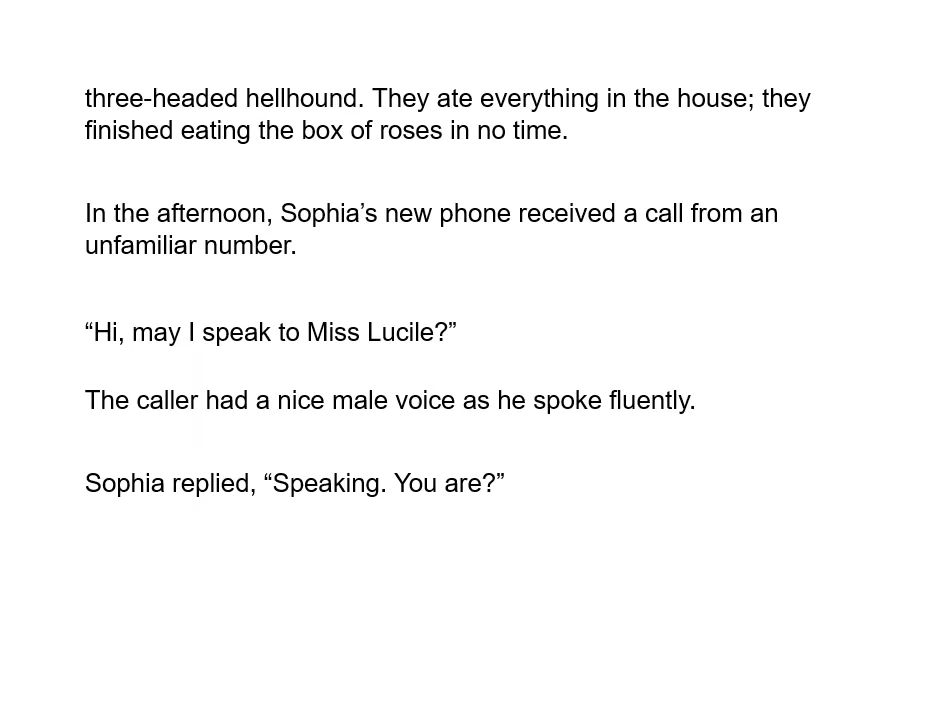 three-headed hellhound. They ate everything in the house; they
finished eating the box of roses in no time.
In the afternoon, Sophia’s new phone received a call from an
unfamiliar number.
“Hi, may I speak to Miss Lucile?”
The caller had a nice male voice as he spoke fluently.
Sophia replied, “Speaking. You are?”